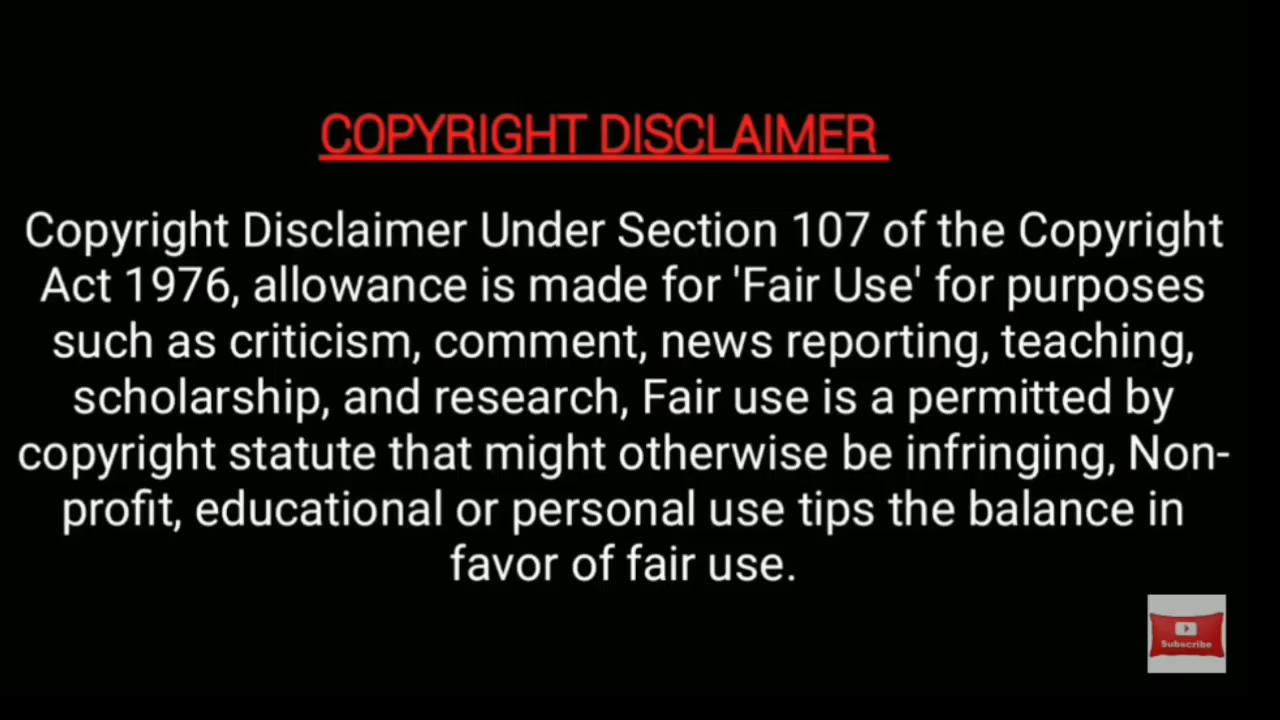 COPYRIGHT DISCLAIMER
Copyright Disclaimer Under Section 107 of the Copyright
Act 1976, allowance is made for 'Fair Use' for purposes
such as criticism, comment, news reporting, teaching,
scholarship, and research, Fair use is a permitted by
copyright statute that might otherwise be infringing, Non-
profit, educational or personal use tips the balance in
favor of fair use.
Subscribe